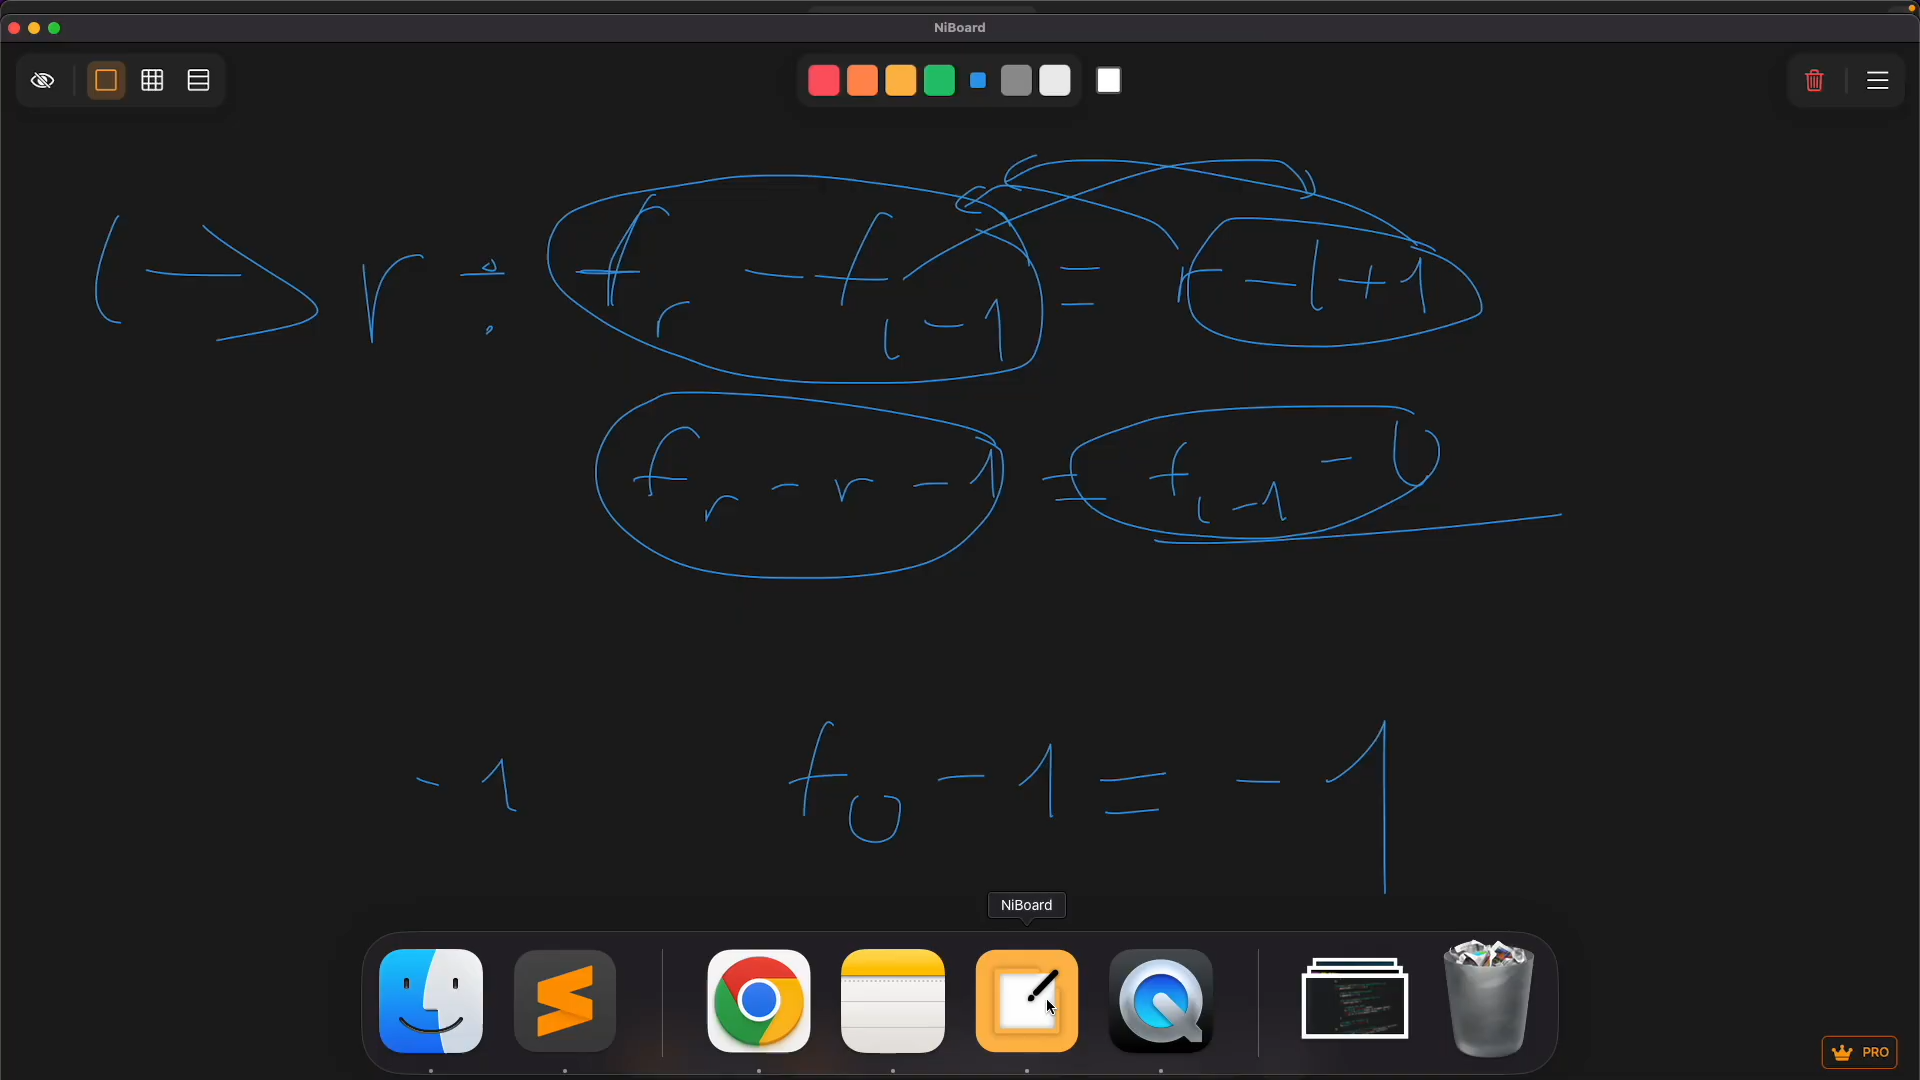 NiBoard
l -> r : f_r - f_{l-1} = r - l + 1
f_r - r - 1 = f_{l-1} - l
- 1
f_0 - 1 = - 1
NiBoard
PRO